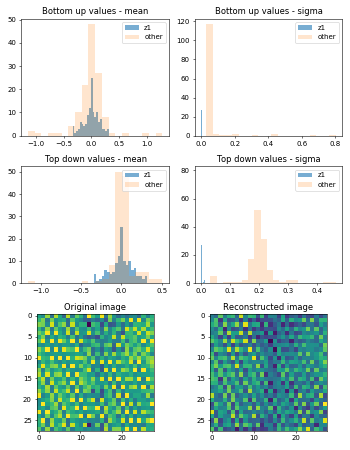 Bottom up values - mean
50
40
30
20
10
0
-1.0 -0.5 0.0 0.5 1.0
z1
other
Bottom up values - sigma
120
100
80
60
40
20
0
0.0 0.2 0.4 0.6 0.8
z1
other
Top down values - mean
50
40
30
20
10
0
-1.0 -0.5 0.0 0.5
z1
other
Top down values - sigma
80
60
40
20
0
0.0 0.1 0.2 0.3 0.4
z1
other
Original image
0
5
10
15
20
25
0 10 20
Reconstructed image
0
5
10
15
20
25
0 10 20